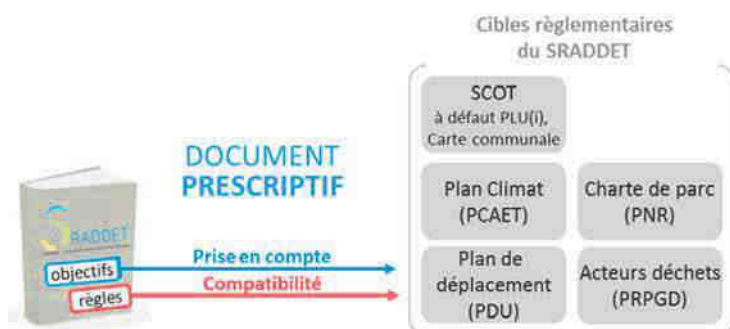 Cibles règlementaires
du SRADDET
SCOT
à défaut PLU(i),
Carte communale
DOCUMENT
PRESCRIPTIF
Plan Climat
(PCAET)
Charte de parc
(PNR)
RADDET
objectifs
règles
Prise en compte
Compatibilité
Plan de
déplacement
(PDU)
Acteurs déchets
(PRPGD)